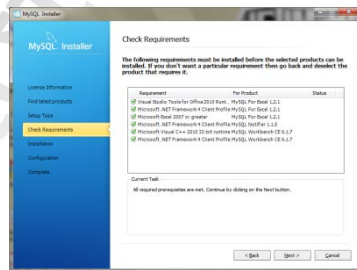 MySQL Installer
MySQL. Installer
License Information
Find latest products
Setup Type
Check Requirements
Installation
Configuration
Complete
Check Requirements
The following requirements must be installed before the selected products can be
installed. If you don't want a particular requirement then go back and deselect the
product that requires it.
Requirement For Product Status
Visual Studio Tools for Office 2010 Runt... MySQL For Excel 1.2.1
Microsoft .NET Framework 4 Client Profile MySQL For Excel 1.2.1
Microsoft Excel 2007 or greater MySQL For Excel 1.2.1
Microsoft .NET Framework 4 Client Profile MySQL Notifier 1.1.5
Microsoft Visual C++ 2010 32-bit runtime MySQL Workbench CE 6.1.7
Microsoft .NET Framework 4 Client Profile MySQL Workbench CE 6.1.7
Current Task
All required prerequisites are met. Continue by clicking on the Next button.
< Back
Next >
Cancel